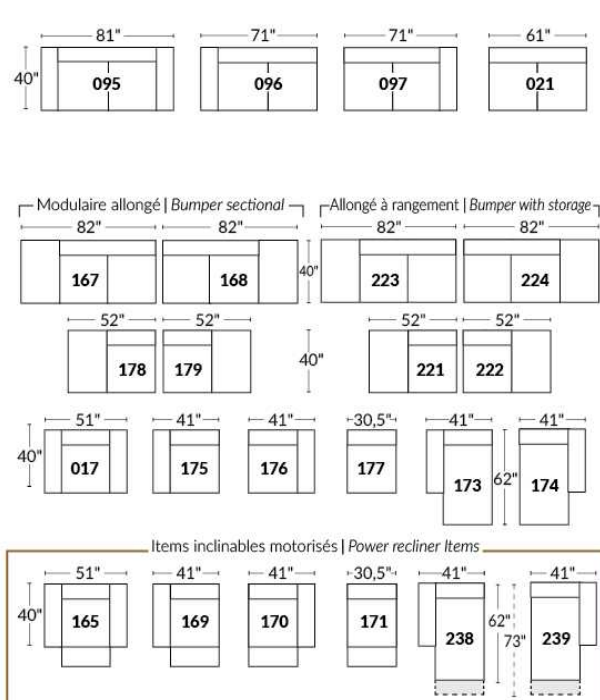 81" 71" 71" 61"
40" 095 096 097 021
Modulaire allongé | Bumper sectional Allongé à rangement | Bumper with storage
82" 82" 82" 82"
167 168 40" 223 224
52" 52" 52" 52"
178 179 40" 221 222
51" 41" 41" 30,5" 41" 41"
40" 017 175 176 177 173 62" 174
Items inclinables motorisés | Power recliner Items
51" 41" 41" 30,5" 41" 41"
40" 165 169 170 171 238 62" 73" 239